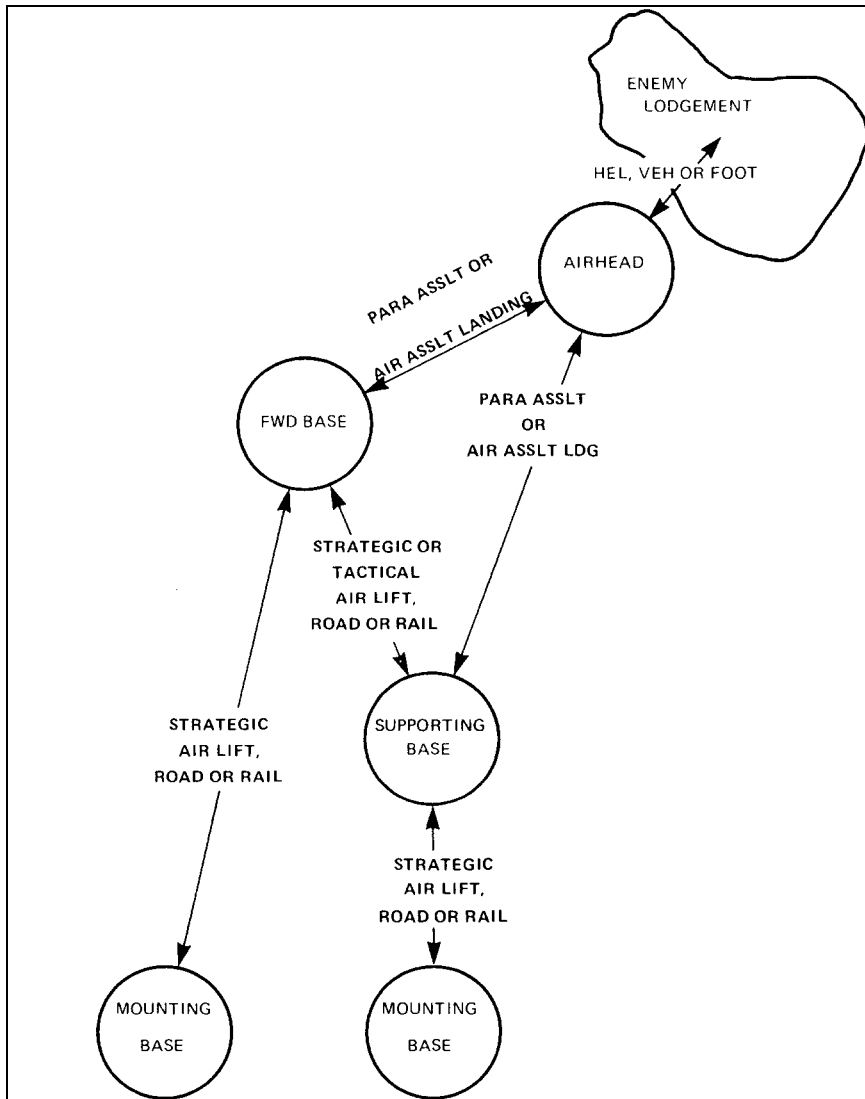 ENEMY
LODGEMENT
HEL, VEH OR FOOT
AIRHEAD
PARA ASSLT OR
AIR ASSLT LANDING
FWD BASE
PARA ASSLT
OR
AIR ASSLT LDG
STRATEGIC OR
TACTICAL
AIR LIFT,
ROAD OR RAIL
STRATEGIC
AIR LIFT,
ROAD OR RAIL
SUPPORTING
BASE
STRATEGIC
AIR LIFT,
ROAD OR RAIL
MOUNTING
BASE
MOUNTING
BASE